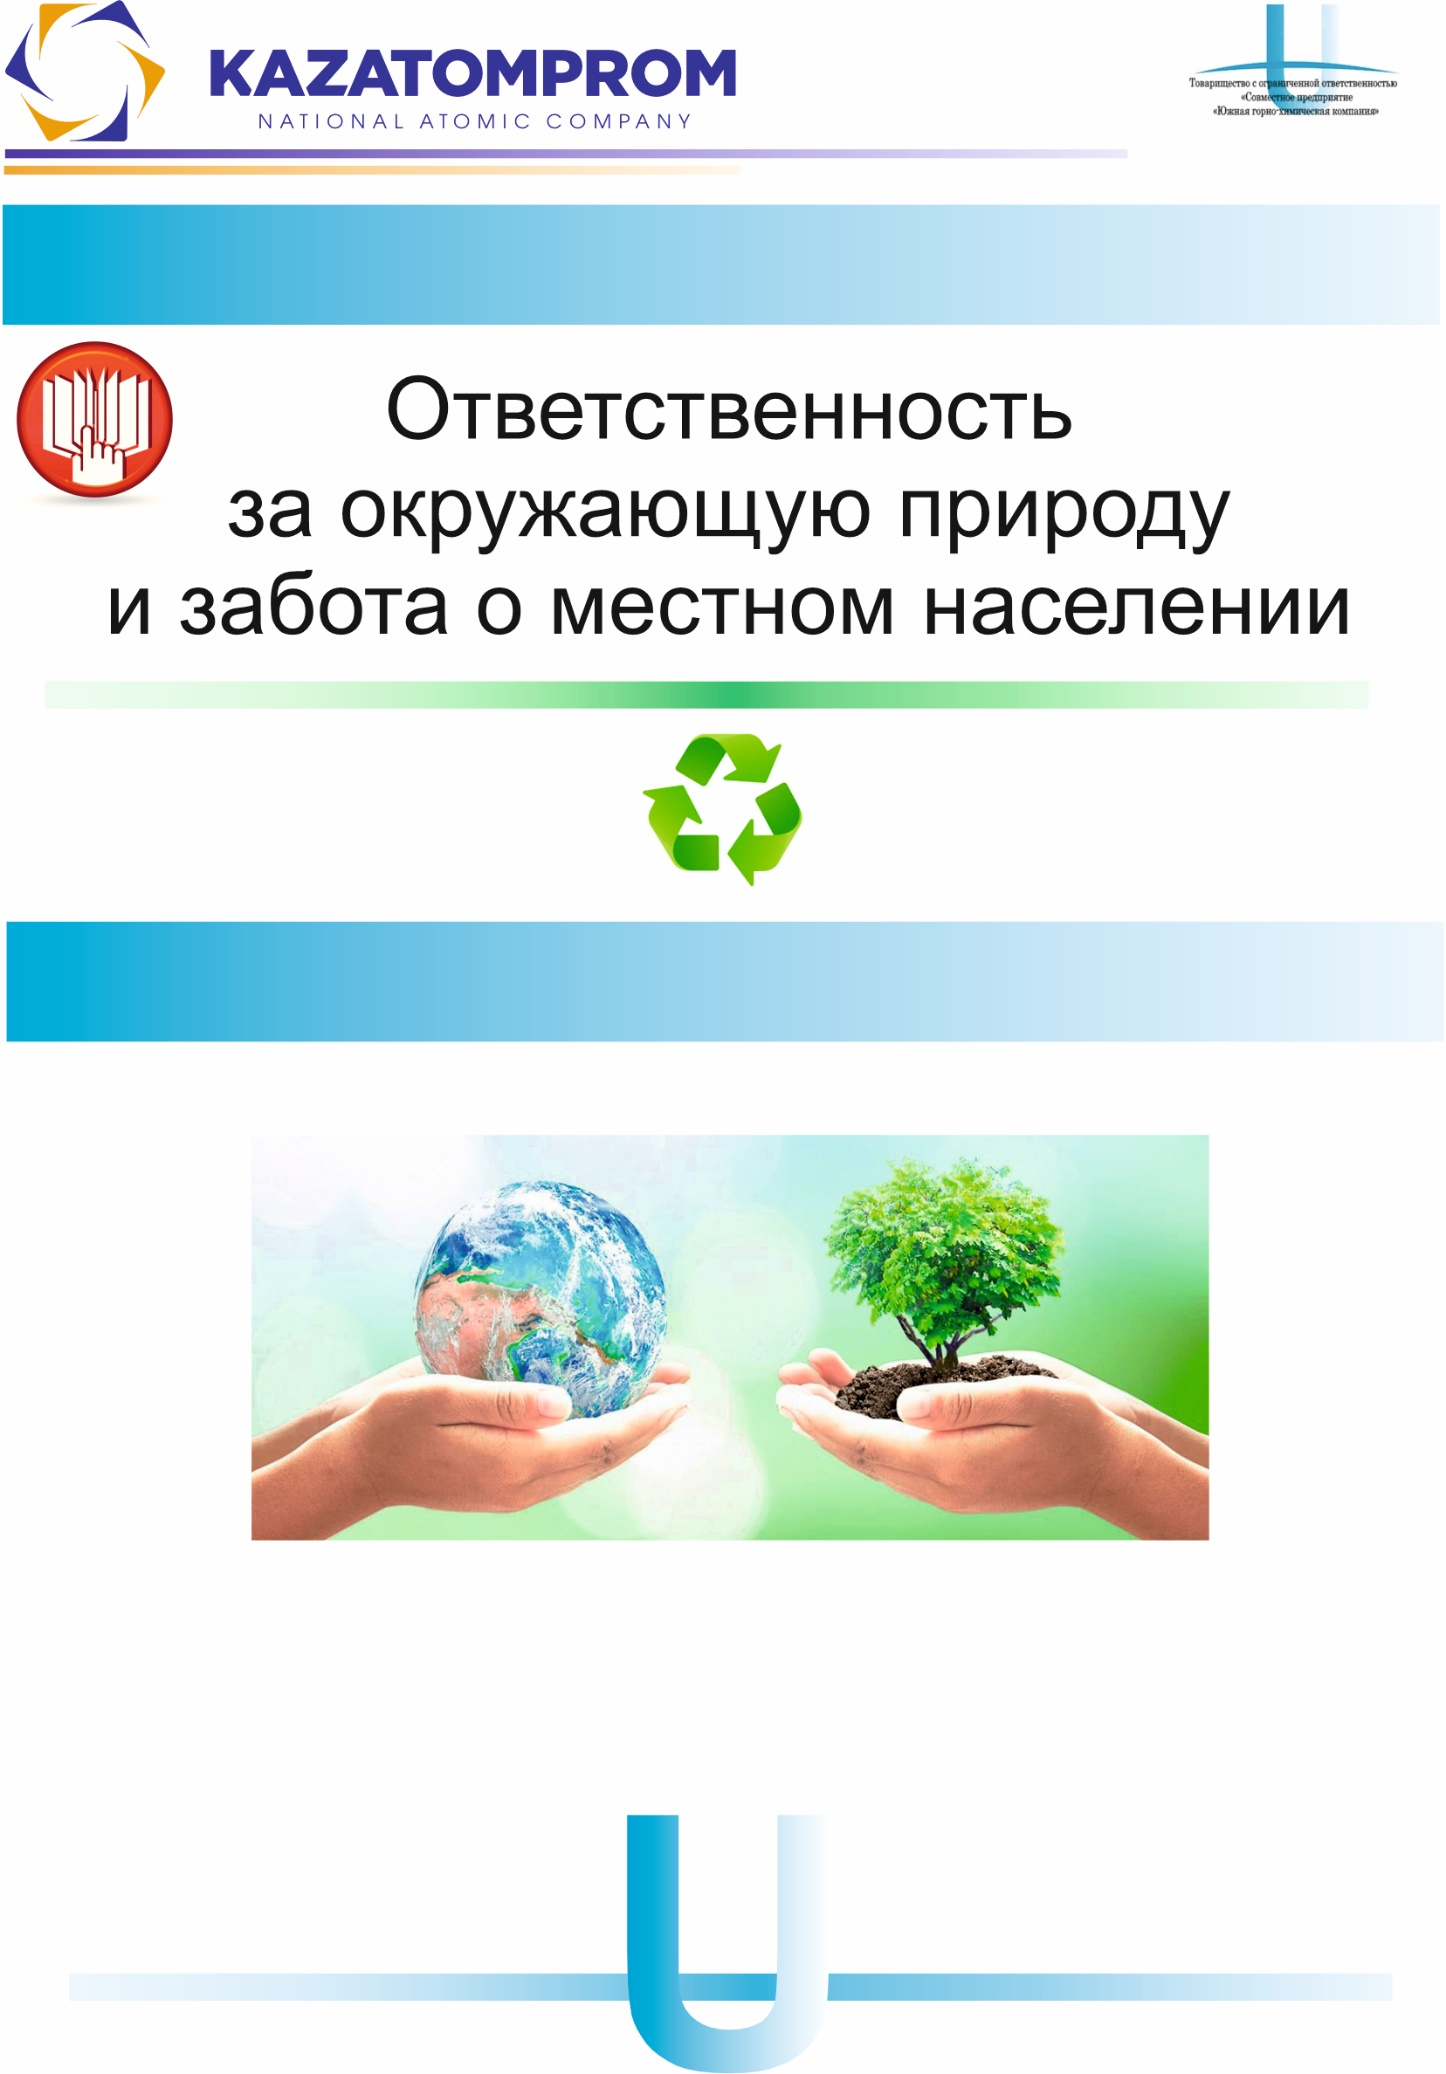 KAZATOMPROM
NATIONAL ATOMIC COMPANY
Товарищество с ограниченной ответственностью
«Совместное предприятие
«Южная горно-химическая компания»
Ответственность
за окружающую природу
и забота о местном населении